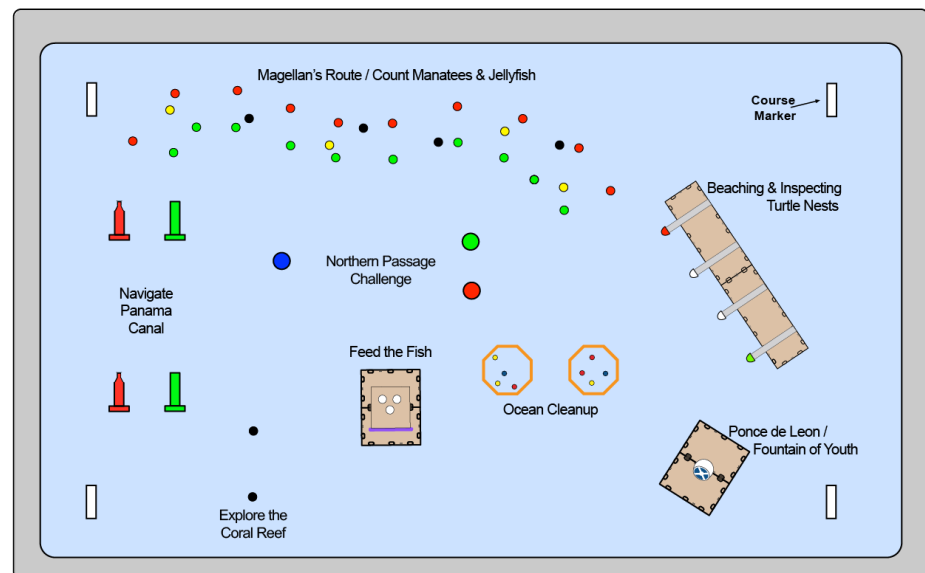 Magellan's Route / Count Manatees & Jellyfish
Course
Marker
Beaching & Inspecting
Turtle Nests
Northern Passage
Challenge
Navigate
Panama
Canal
Feed the Fish
Ocean Cleanup
Ponce de Leon /
Fountain of Youth
Explore the
Coral Reef